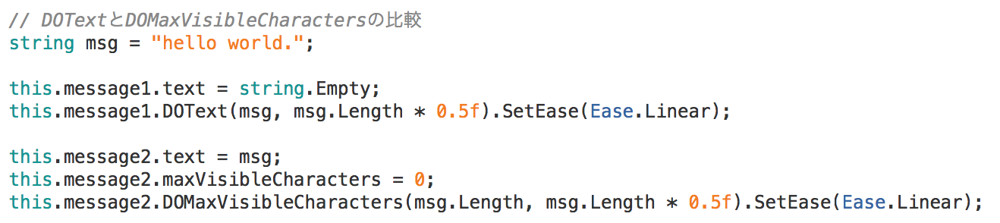 // DOTextとDOMaxVisibleCharactersの比較
string msg = "hello world.";
this.message1.text = string.Empty;
this.message1.DOText(msg, msg.Length * 0.5f).SetEase(Ease.Linear);
this.message2.text = msg;
this.message2.maxVisibleCharacters = 0;
this.message2.DOMaxVisibleCharacters(msg.Length, msg.Length * 0.5f).SetEase(Ease.Linear);